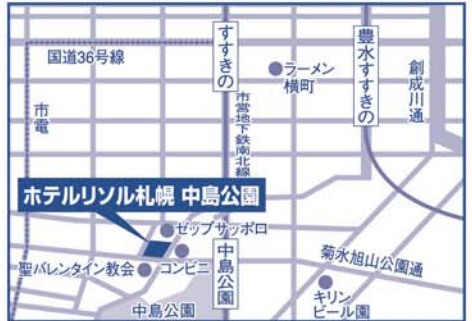 国道36号線
すすきの
ラーメン
横町
豊水すすきの
創成川通
市電
市営地下鉄南北線
ホテルリソル札幌 中島公園
ゼップサッポロ
コンビニ
聖バレンタイン教会
中島公園
中島公園
菊水旭山公園通
キリン
ビール園